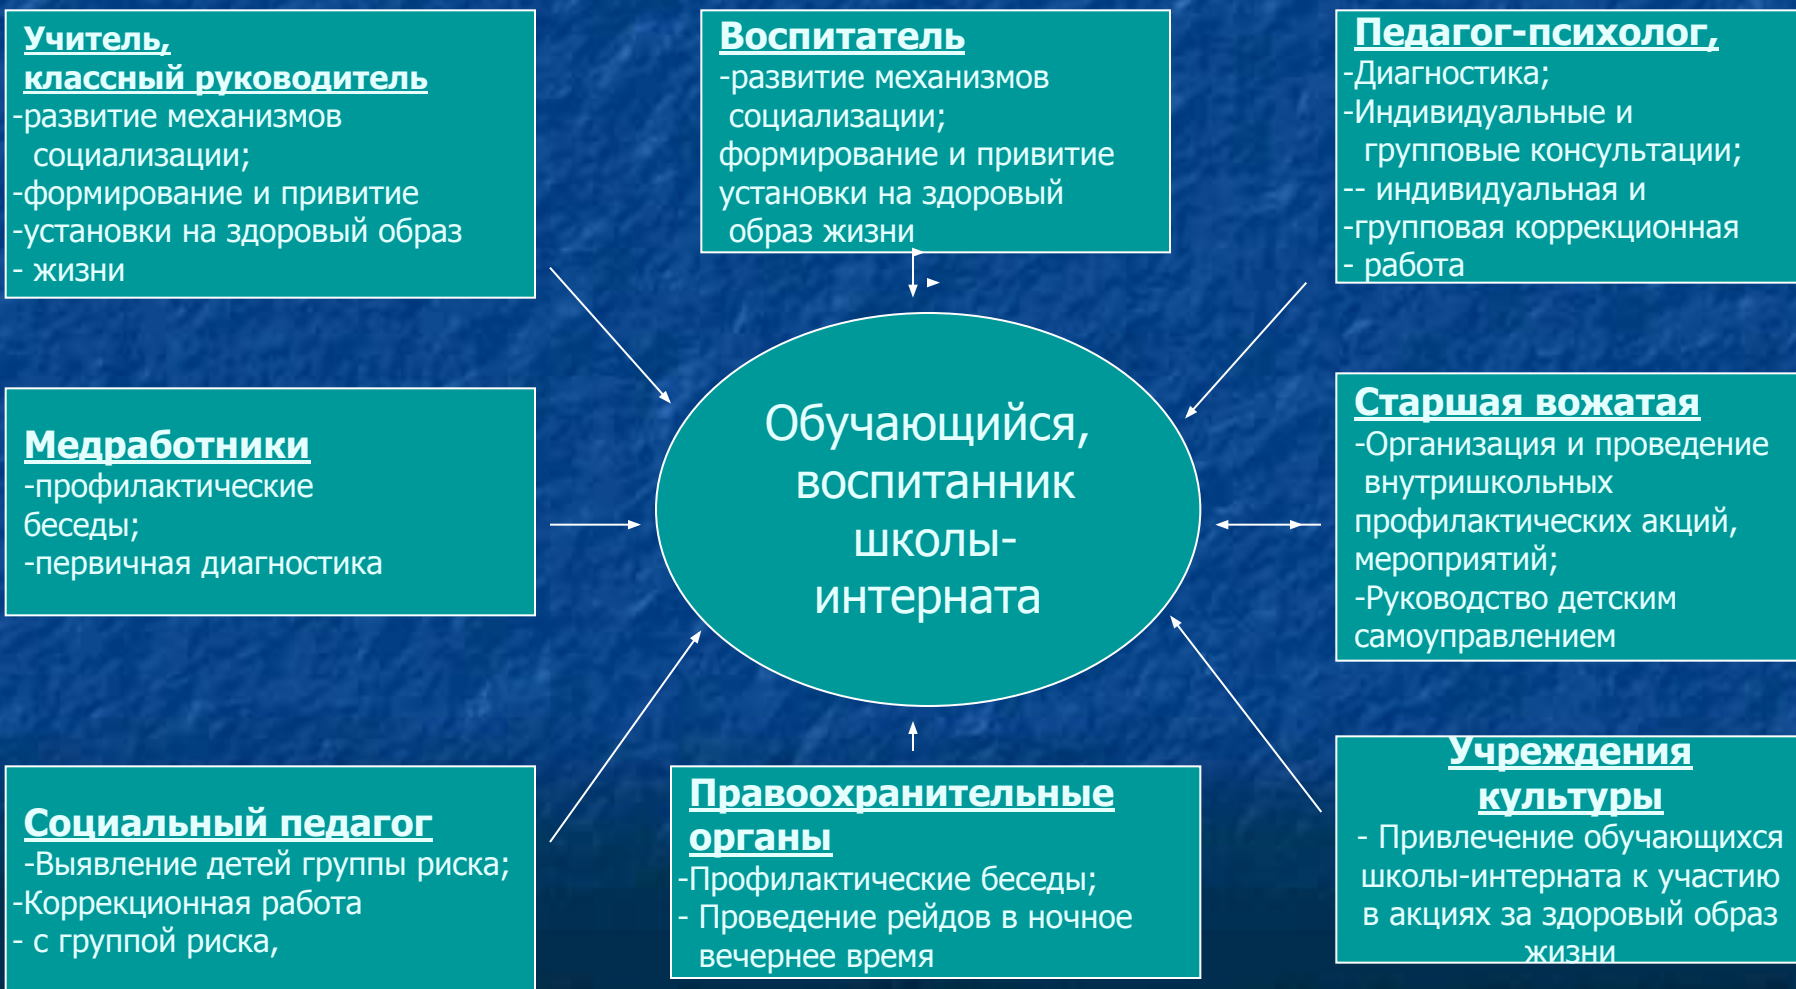 Учитель,
классный руководитель
-развитие механизмов
социализации;
-формирование и привитие
-установки на здоровый образ
- жизни
Воспитатель
-развитие механизмов
социализации;
формирование и привитие
установки на здоровый
образ жизни
Педагог-психолог,
-Диагностика;
-Индивидуальные и
групповые консультации;
-- индивидуальная и
-групповая коррекционная
- работа
Медработники
-профилактические
беседы;
-первичная диагностика
Обучающийся,
воспитанник
школы-
интерната
Старшая вожатая
-Организация и проведение
внутришкольных
профилактических акций,
мероприятий;
-Руководство детским
самоуправлением
Социальный педагог
-Выявление детей группы риска;
-Коррекционная работа
- с группой риска,
Правоохранительные
органы
-Профилактические беседы;
- Проведение рейдов в ночное
вечернее время
Учреждения
культуры
- Привлечение обучающихся
школы-интерната к участию
в акциях за здоровый образ
жизни